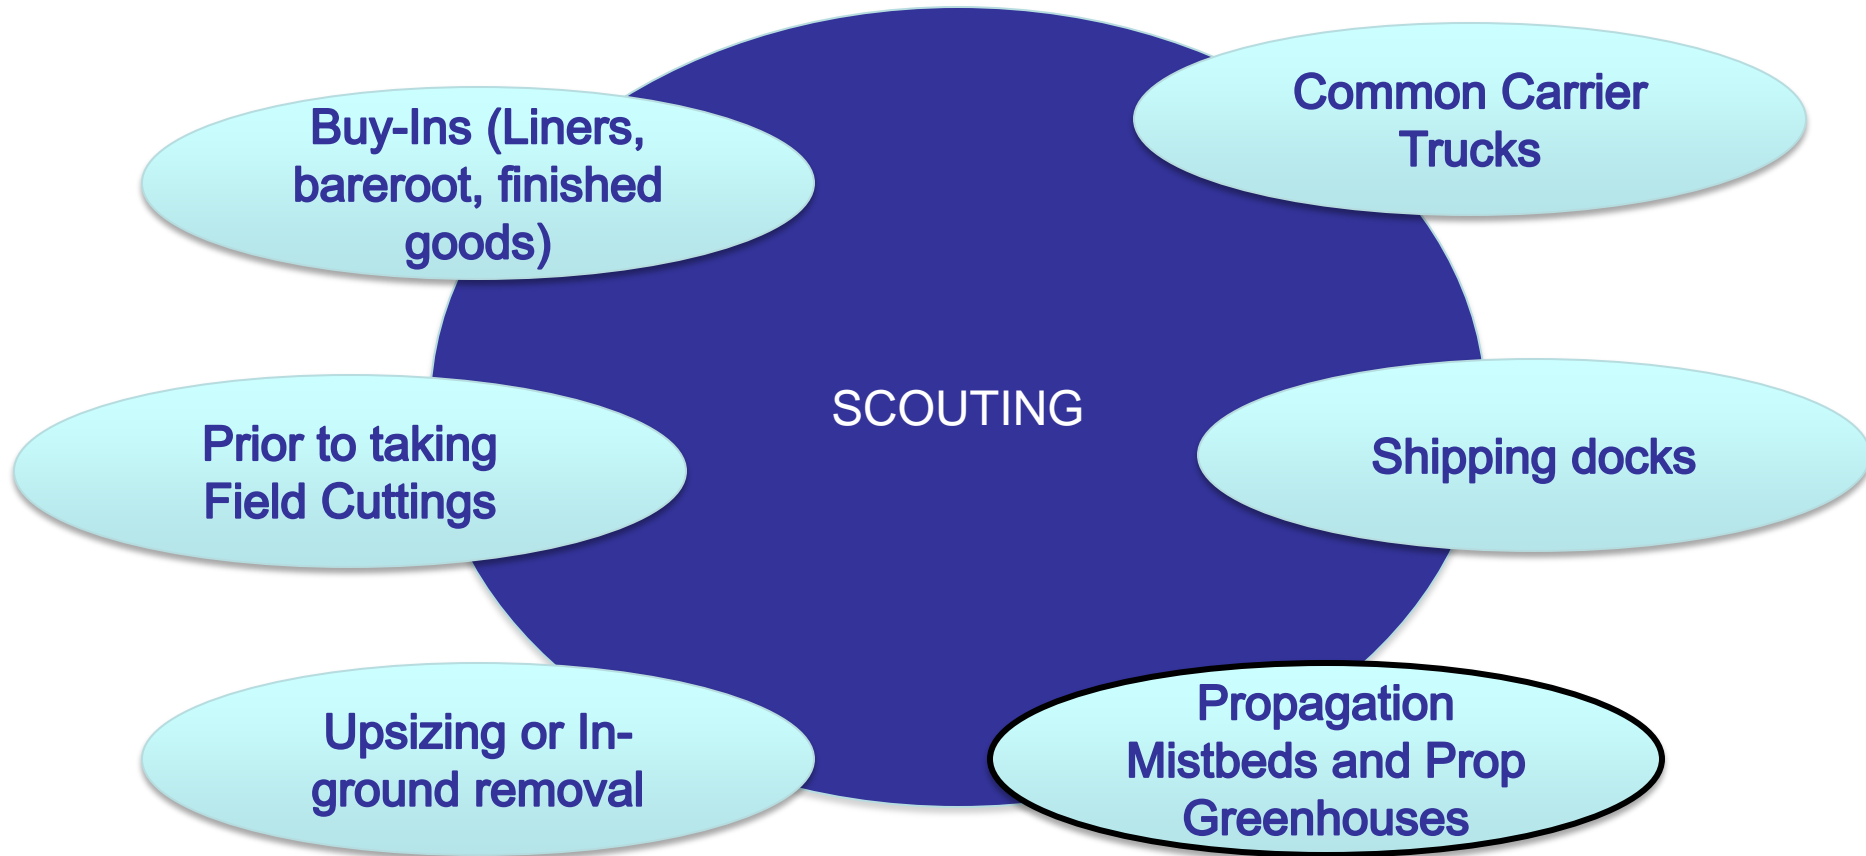 Buy-Ins (Liners,
bareroot, finished
goods)
Common Carrier
Trucks
SCOUTING
Prior to taking
Field Cuttings
Shipping docks
Upsizing or In-
ground removal
Propagation
Mistbeds and Prop
Greenhouses